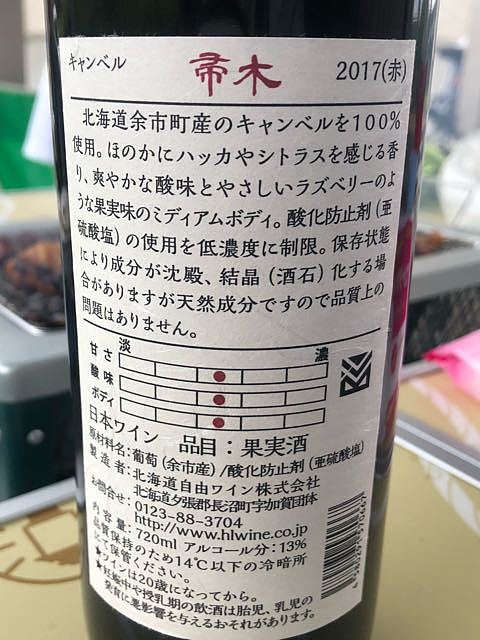 キャンベル 帚木 2017(赤)
北海道余市町産のキャンベルを100%
使用。ほのかにハッカやシトラスを感じる香
り、爽やかな酸味とやさしいラズベリーのよ
うな果実味のミディアムボディ。酸化防止剤（亜
硫酸塩）の使用を低濃度に制限。保存状態
により成分が沈殿、結晶（酒石）化する場
合がありますが天然成分ですので品質上の
問題はありません。
淡 濃
甘さ
酸味
ボディ
日本ワイン 品目：果実酒
原材料名：葡萄（余市産）/酸化防止剤（亜硫酸塩）
製造者：北海道自由ワイン株式会社
北海道夕張郡長沼町字加賀団体
お問合せ：0123-88-3704
http://www.hlwine.co.jp
内容量：720ml アルコール分：13%
品質保持のため14℃以下の冷暗所
にて保管ください。
★ワインは20歳になってから。
★妊娠中や授乳期の飲酒は胎児、乳児の
発育に悪影響を与えるおそれがあります。